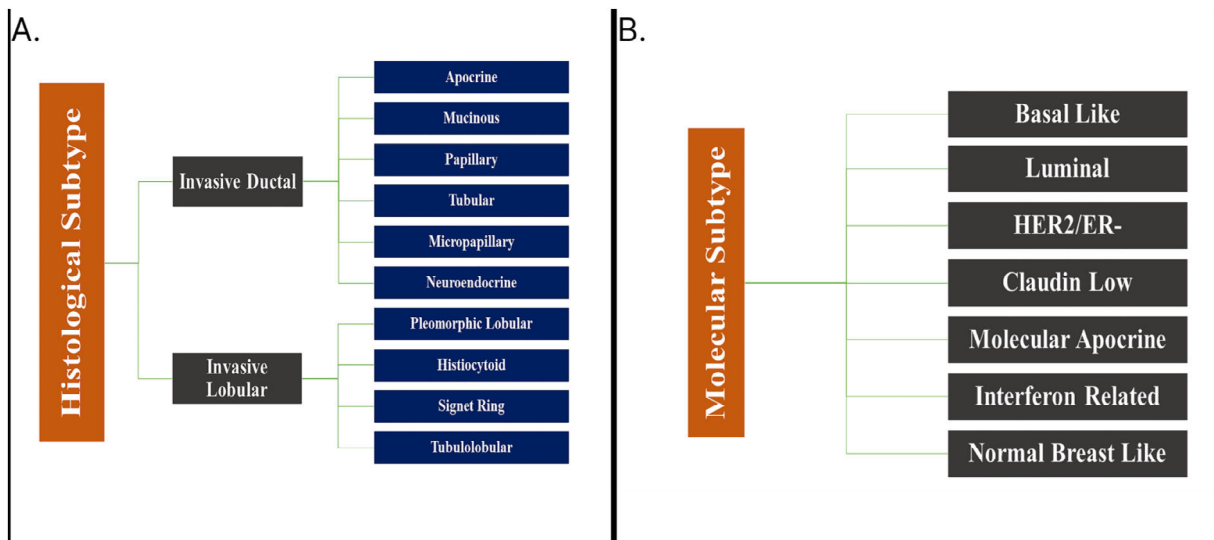 A.
Histological Subtype
Invasive Ductal
Apocrine
Mucinous
Papillary
Tubular
Micropapillary
Neuroendocrine
Invasive
Lobular
Pleomorphic Lobular
Histiocytoid
Signet Ring
Tubulolobular
B.
Molecular Subtype
Basal Like
Luminal
HER2/ER-
Claudin Low
Molecular Apocrine
Interferon Related
Normal Breast Like